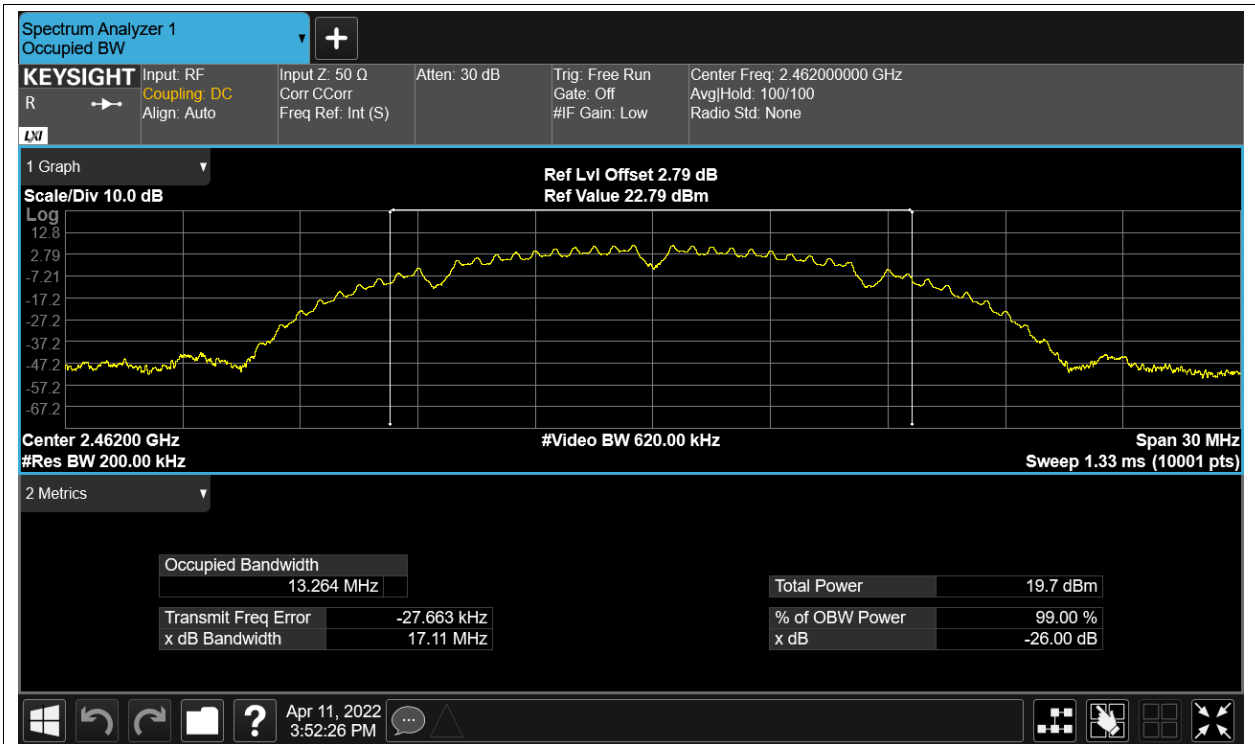 Spectrum Analyzer 1
Occupied BW
KEYSIGHT
R
LXI
Input: RF
Coupling: DC
Align: Auto
Input Z: 50 Ω
Corr CCorr
Freq Ref: Int (S)
Atten: 30 dB
Trig: Free Run
Gate: Off
#IF Gain: Low
Center Freq: 2.462000000 GHz
Avg|Hold: 100/100
Radio Std: None
1 Graph
Scale/Div 10.0 dB
Ref Lvl Offset 2.79 dB
Ref Value 22.79 dBm
Log
12.8
2.79
-7.21
-17.2
-27.2
-37.2
-47.2
-57.2
-67.2
Center 2.46200 GHz
#Video BW 620.00 kHz
Span 30 MHz
#Res BW 200.00 kHz
Sweep 1.33 ms (10001 pts)
2 Metrics
Occupied Bandwidth
13.264 MHz
Total Power 19.7 dBm
Transmit Freq Error -27.663 kHz
% of OBW Power 99.00 %
x dB Bandwidth 17.11 MHz
x dB -26.00 dB
?
Apr 11, 2022
3:52:26 PM